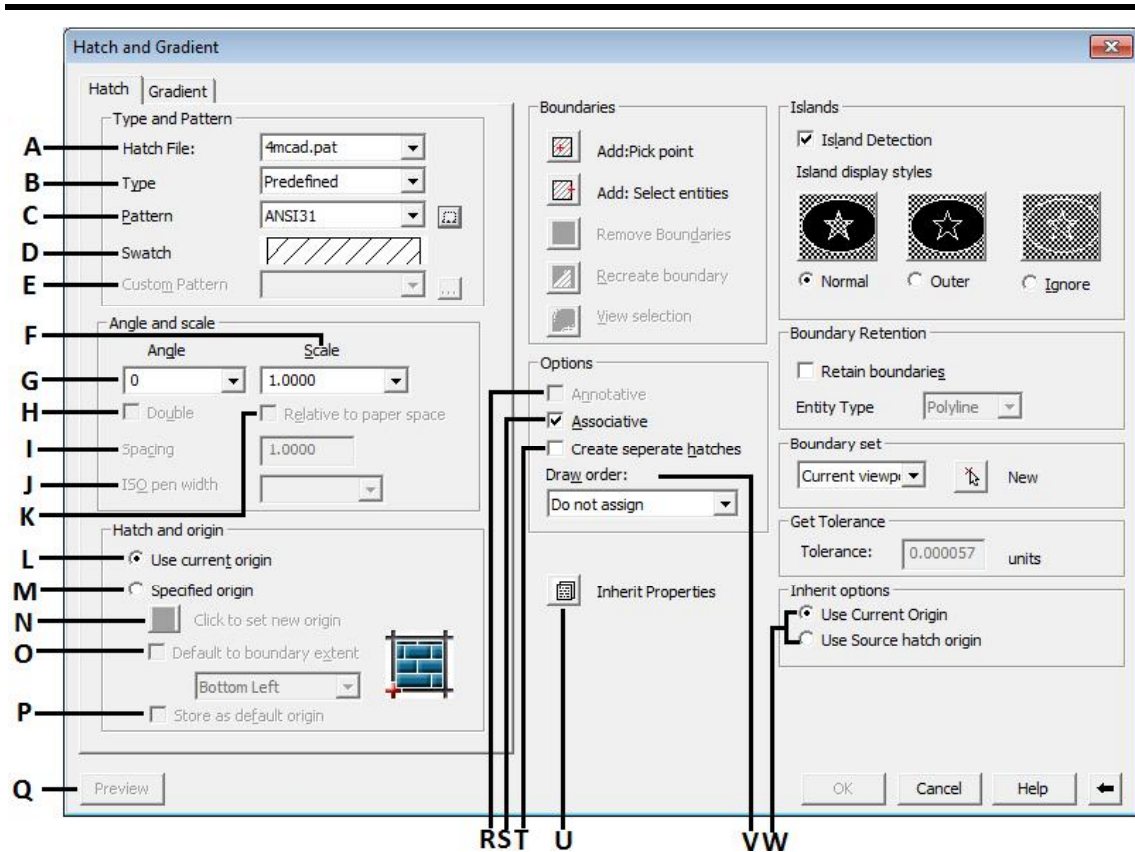 Hatch and Gradient
Hatch
Gradient
Type and Pattern
A
Hatch File:
4mcad.pat
B
Type
Predefined
C
Pattern
ANSI31
D
Swatch
E
Custom Pattern
...
Angle and scale
F
Angle
Scale
G
0
1.0000
H
Double
K
Relative to paper space
I
Spacing
1.0000
J
ISO pen width
Hatch and origin
L
Use current origin
M
Specified origin
N
Click to set new origin
O
Default to boundary extent
Bottom Left
P
Store as default origin
Q
Preview
Boundaries
Add:Pick point
Add: Select entities
Remove Boundaries
Recreate boundary
View selection
Options
Annotative
Associative
Create seperate hatches
Draw order:
Do not assign
Inherit Properties
Islands
Island Detection
Island display styles
Normal
Outer
Ignore
Boundary Retention
Retain boundaries
Entity Type
Polyline
Boundary set
Current viewp
New
Get Tolerance
Tolerance:
0.000057
units
Inherit options
Use Current Origin
Use Source hatch origin
OK
Cancel
Help
R
S
T
U
V
W